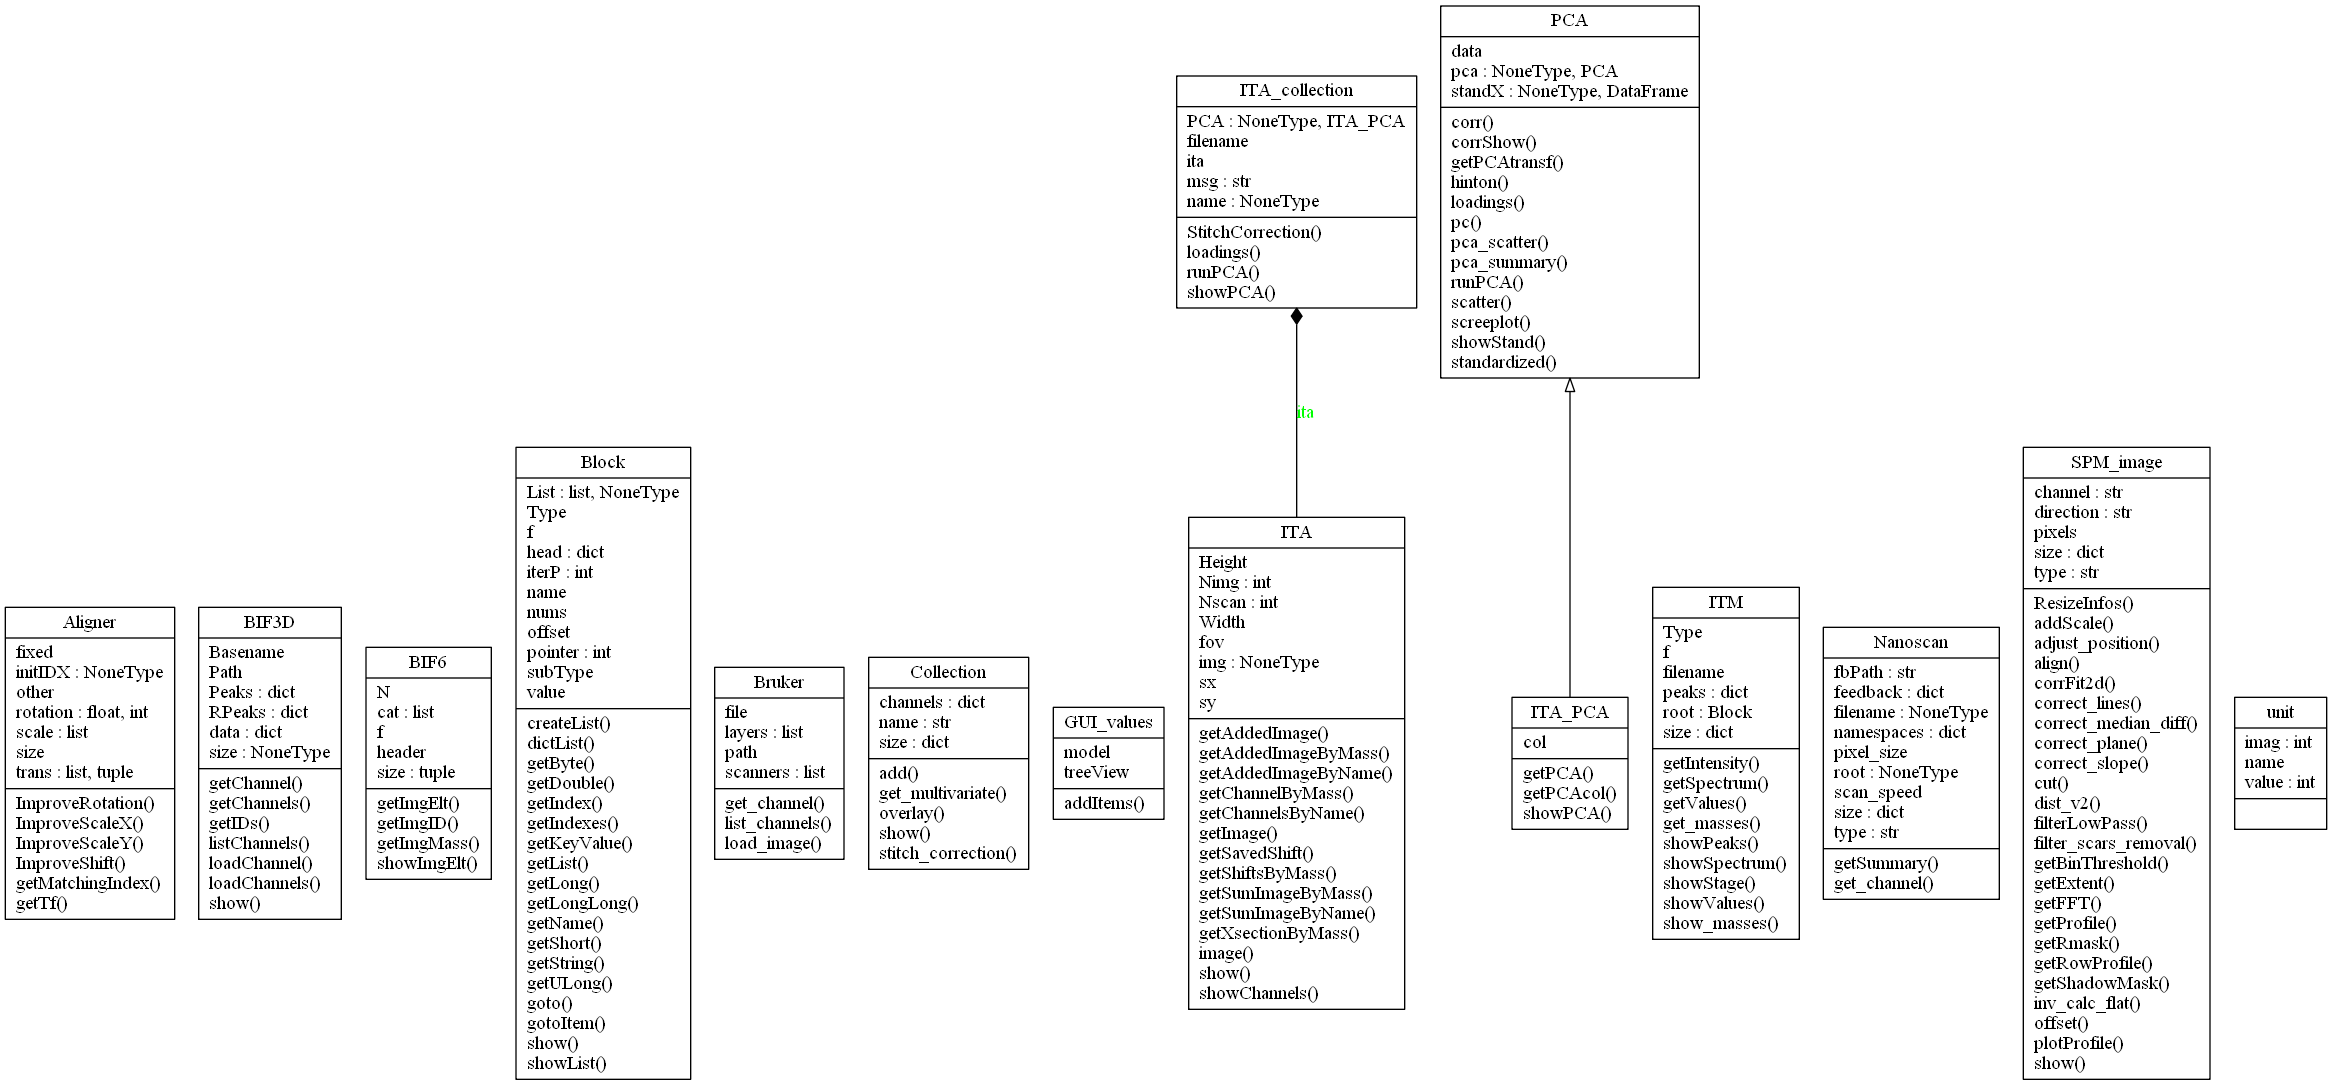 PCA
data
pca : NoneType, PCA
standX : NoneType, DataFrame
corr()
corrShow()
getPCAtransf()
hinton()
loadings()
pc()
pca_scatter()
pca_summary()
runPCA()
scatter()
screeplot()
showStand()
standardized()
ITA_collection
PCA : NoneType, ITA_PCA
filename
ita
msg : str
name : NoneType
StitchCorrection()
loadings()
runPCA()
showPCA()
ita
Aligner
fixed
initIDX : NoneType
other
rotation : float, int
scale : list
size
trans : list, tuple
ImproveRotation()
ImproveScaleX()
ImproveScaleY()
ImproveShift()
getMatchingIndex()
getTf()
BIF3D
Basename
Path
Peaks : dict
RPeaks : dict
data : dict
size : NoneType
getChannel()
getChannels()
getIDs()
listChannels()
loadChannel()
loadChannels()
show()
BIF6
N
cat : list
f
header
size : tuple
getImgElt()
getImgID()
getImgMass()
showImgElt()
Block
List : list, NoneType
Type
f
head : dict
iterP : int
name
nums
offset
pointer : int
subType
value
createList()
dictList()
getByte()
getDouble()
getIndex()
getIndexes()
getKeyValue()
getList()
getLong()
getLongLong()
getName()
getShort()
getString()
getULong()
goto()
gotoItem()
show()
showList()
Bruker
file
layers : list
path
scanners : list
get_channel()
list_channels()
load_image()
Collection
channels : dict
name : str
size : dict
add()
get_multivariate()
overlay()
show()
stitch_correction()
GUI_values
model
treeView
addItems()
ITA
Height
Nimg : int
Nscan : int
Width
fov
img : NoneType
sx
sy
getAddedImage()
getAddedImageByMass()
getAddedImageByName()
getChannelByMass()
getChannelsByName()
getImage()
getSavedShift()
getShiftsByMass()
getSumImageByMass()
getSumImageByName()
getXsectionByMass()
image()
show()
showChannels()
ITA_PCA
col
getPCA()
getPCAcol()
showPCA()
ITM
Type
f
filename
peaks : dict
root : Block
size : dict
getIntensity()
getSpectrum()
getValues()
get_masses()
showPeaks()
showSpectrum()
showStage()
showValues()
show_masses()
Nanoscan
fbPath : str
feedback : dict
filename : NoneType
namespaces : dict
pixel_size
root : NoneType
scan_speed
size : dict
type : str
getSummary()
get_channel()
SPM_image
channel : str
direction : str
pixels
size : dict
type : str
ResizeInfos()
addScale()
adjust_position()
align()
corrFit2d()
correct_lines()
correct_median_diff()
correct_plane()
correct_slope()
cut()
dist_v2()
filterLowPass()
filter_scars_removal()
getBinThreshold()
getExtent()
getFFT()
getProfile()
getRmask()
getRowProfile()
getShadowMask()
inv_calc_flat()
offset()
plotProfile()
show()
unit
imag : int
name
value : int